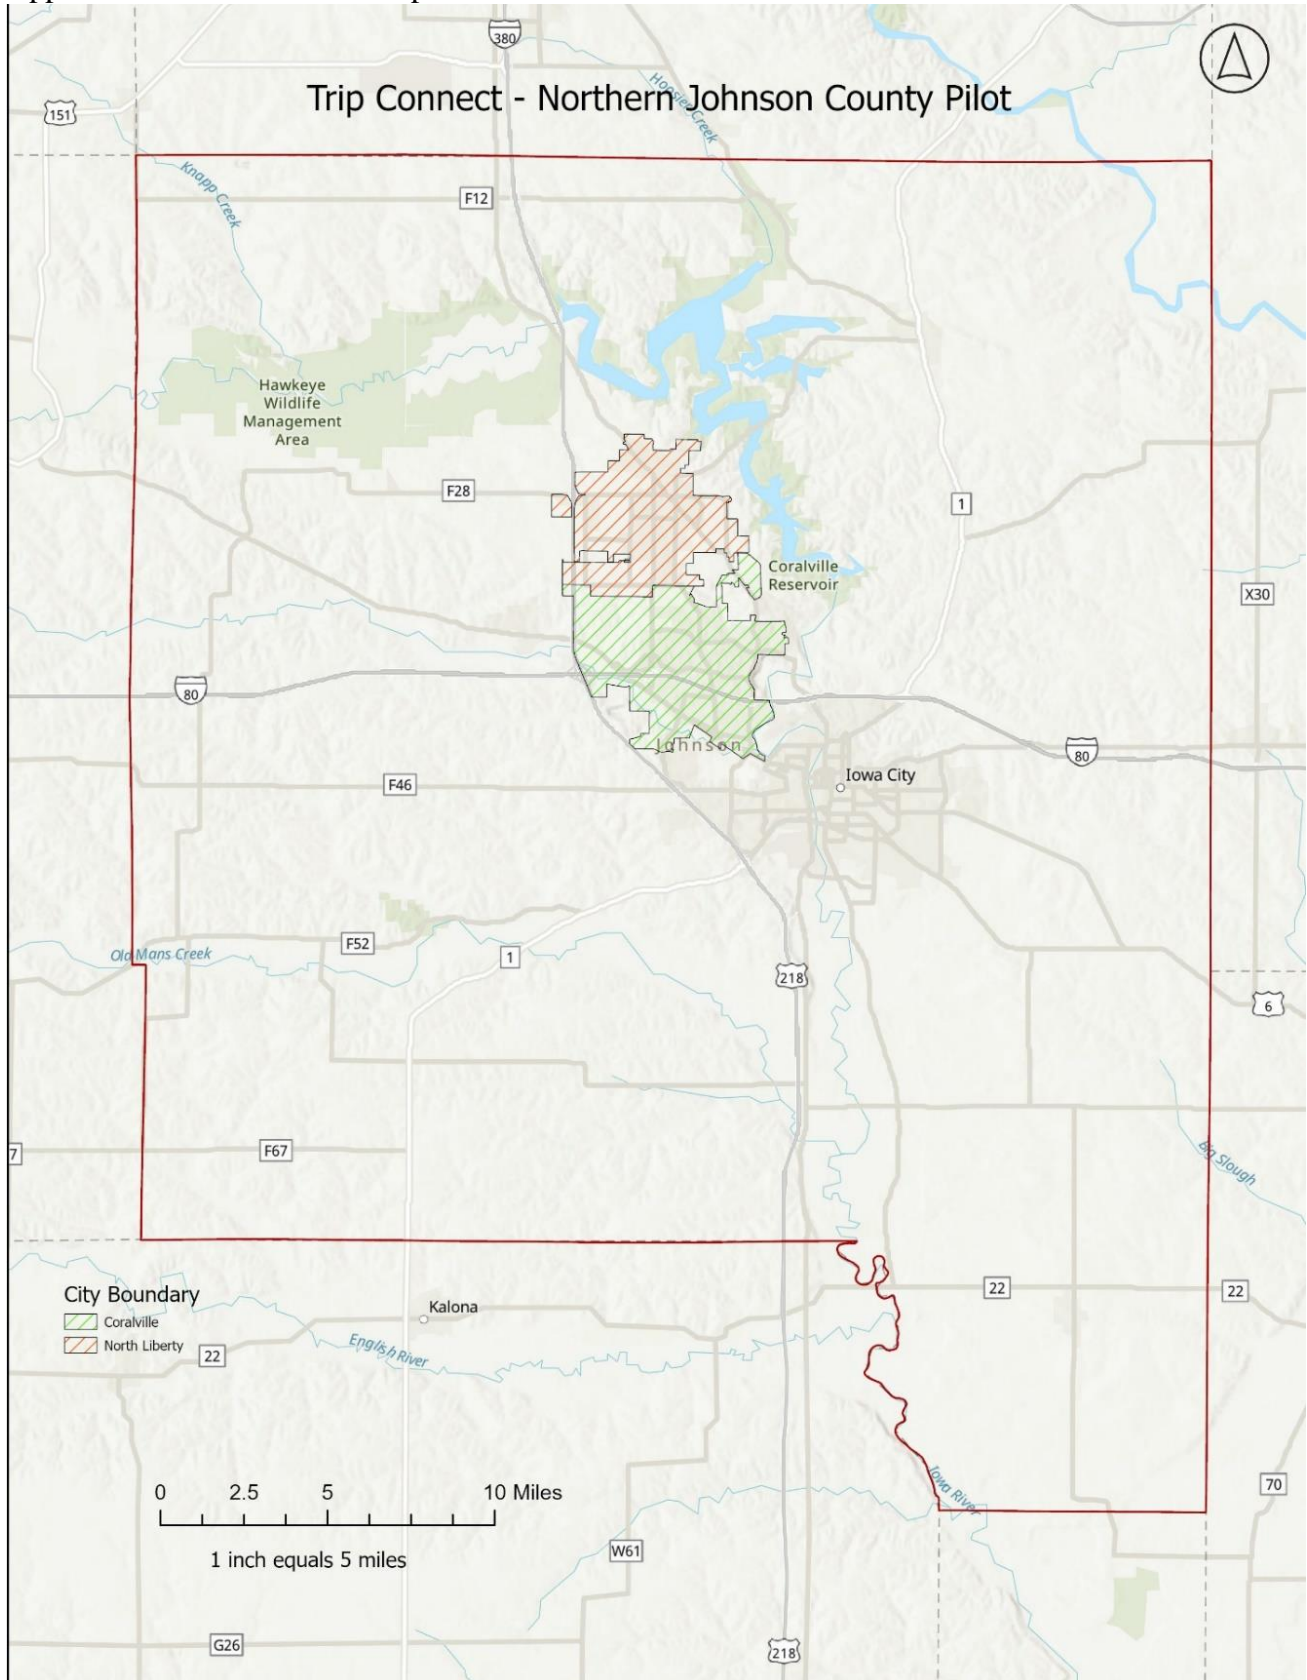 380
Trip Connect - Northern Johnson County Pilot
151
Hoosier Creek
Knapp Creek
F12
Hawkeye
Wildlife
Management
Area
F28
1
Coralville
Reservoir
X30
80
Johnson
80
Iowa City
F46
F52
Old Mans Creek
1
218
6
F67
7
Big Slough
City Boundary
Coralville
North Liberty
Kalona
22
22
22
English River
Iowa River
70
0 2.5 5 10 Miles
1 inch equals 5 miles
W61
G26
218